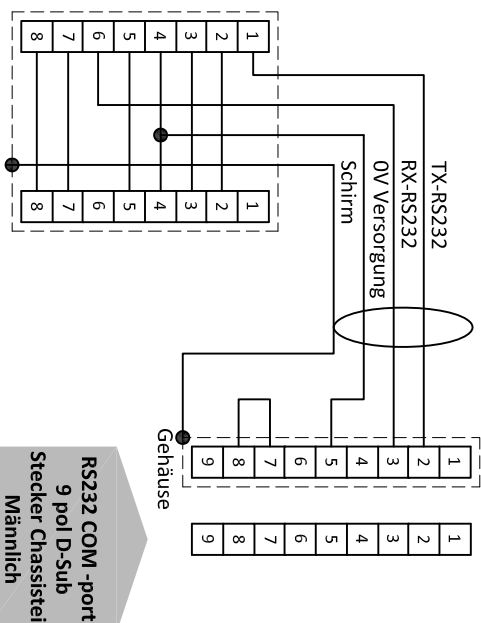 8 7 6 5 4 3 2 1
8 7 6 5 4 3 2 1
TX-RS232
RX-RS232
0V Versorgung
Schirm
Gehäuse
9 8 7 6 5 4 3 2 1
9 8 7 6 5 4 3 2 1
RS232 COM -port
9 pol D-Sub
Stecker Chassistei
Männlich